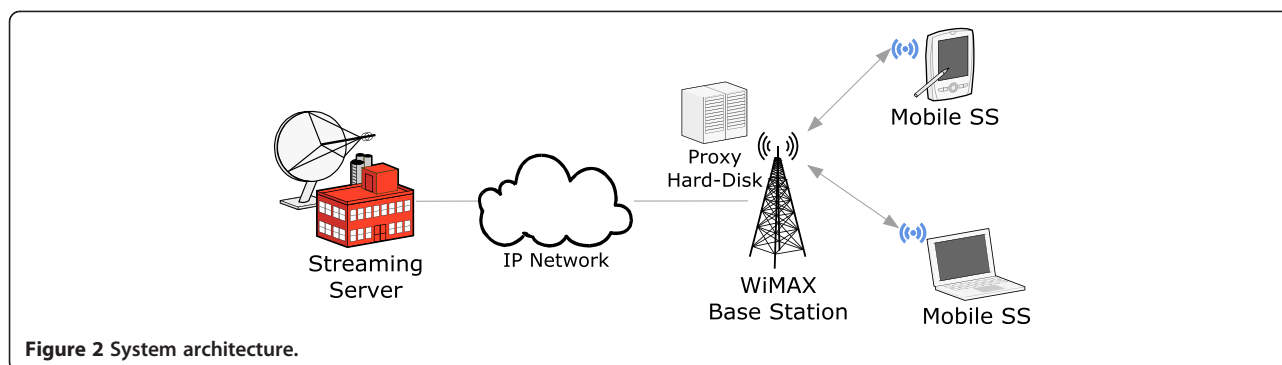 Mobile SS
Proxy
Hard-Disk
Streaming
Server
IP Network
WiMAX
Base Station
Mobile SS
Figure 2 System architecture.